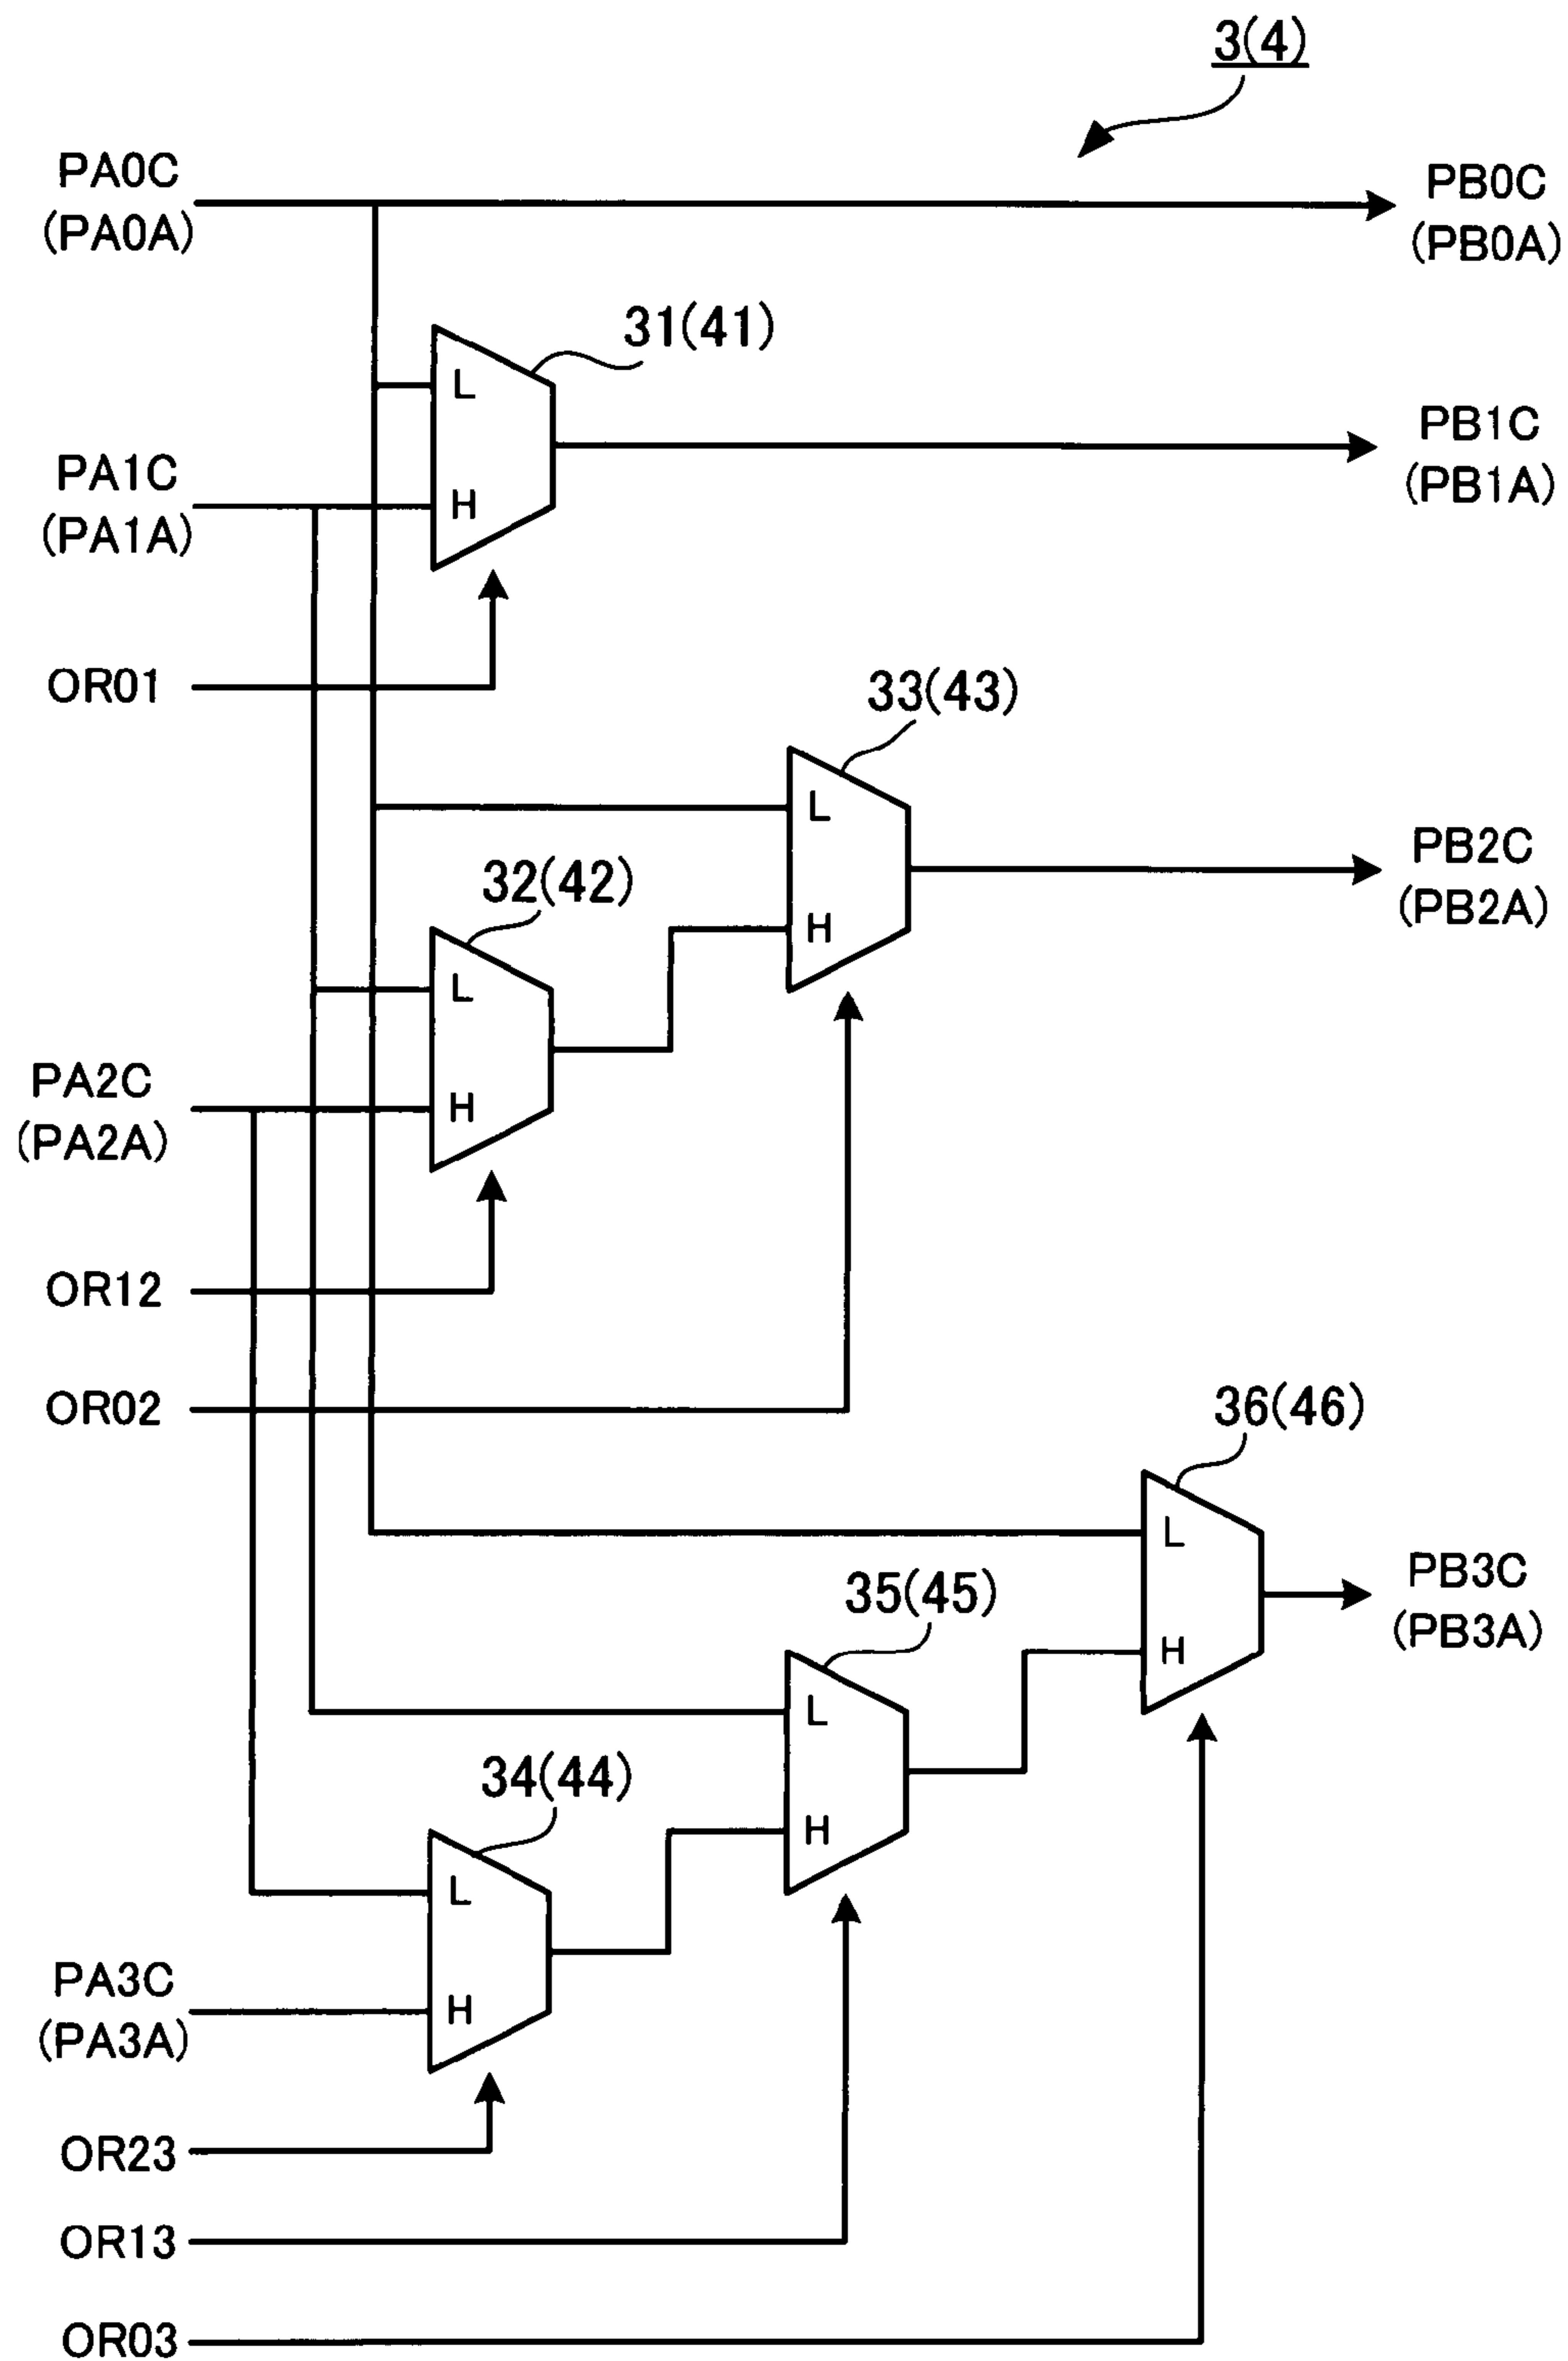 3(4)
PA0C
(PA0A)
PB0C
(PB0A)
31(41)
L
PA1C
(PA1A)
H
PB1C
(PB1A)
OR01
33(43)
L
32(42)
PB2C
(PB2A)
H
L
PA2C
(PA2A)
H
OR12
OR02
36(46)
L
35(45)
PB3C
(PB3A)
H
L
34(44)
H
L
PA3C
(PA3A)
H
OR23
OR13
OR03